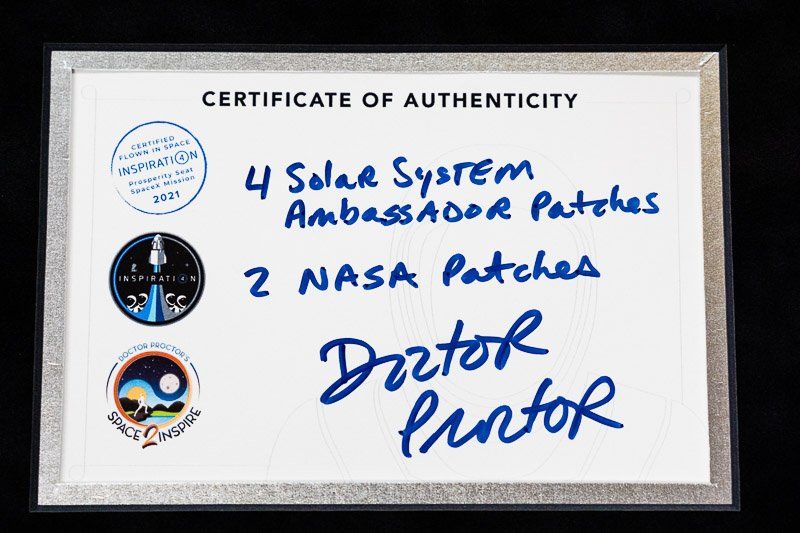 CERTIFICATE OF AUTHENTICITY
CERTIFIED
FLOWN IN SPACE
INSPIRATI4N
Prosperity Seat
SpaceX Mission
2021
4 Solar System
Ambassador Patches
INSPIRATI4N
2 NASA Patches
DOCTOR PROCTOR'S
SPACE2INSPIRE
Doctor
Proctor